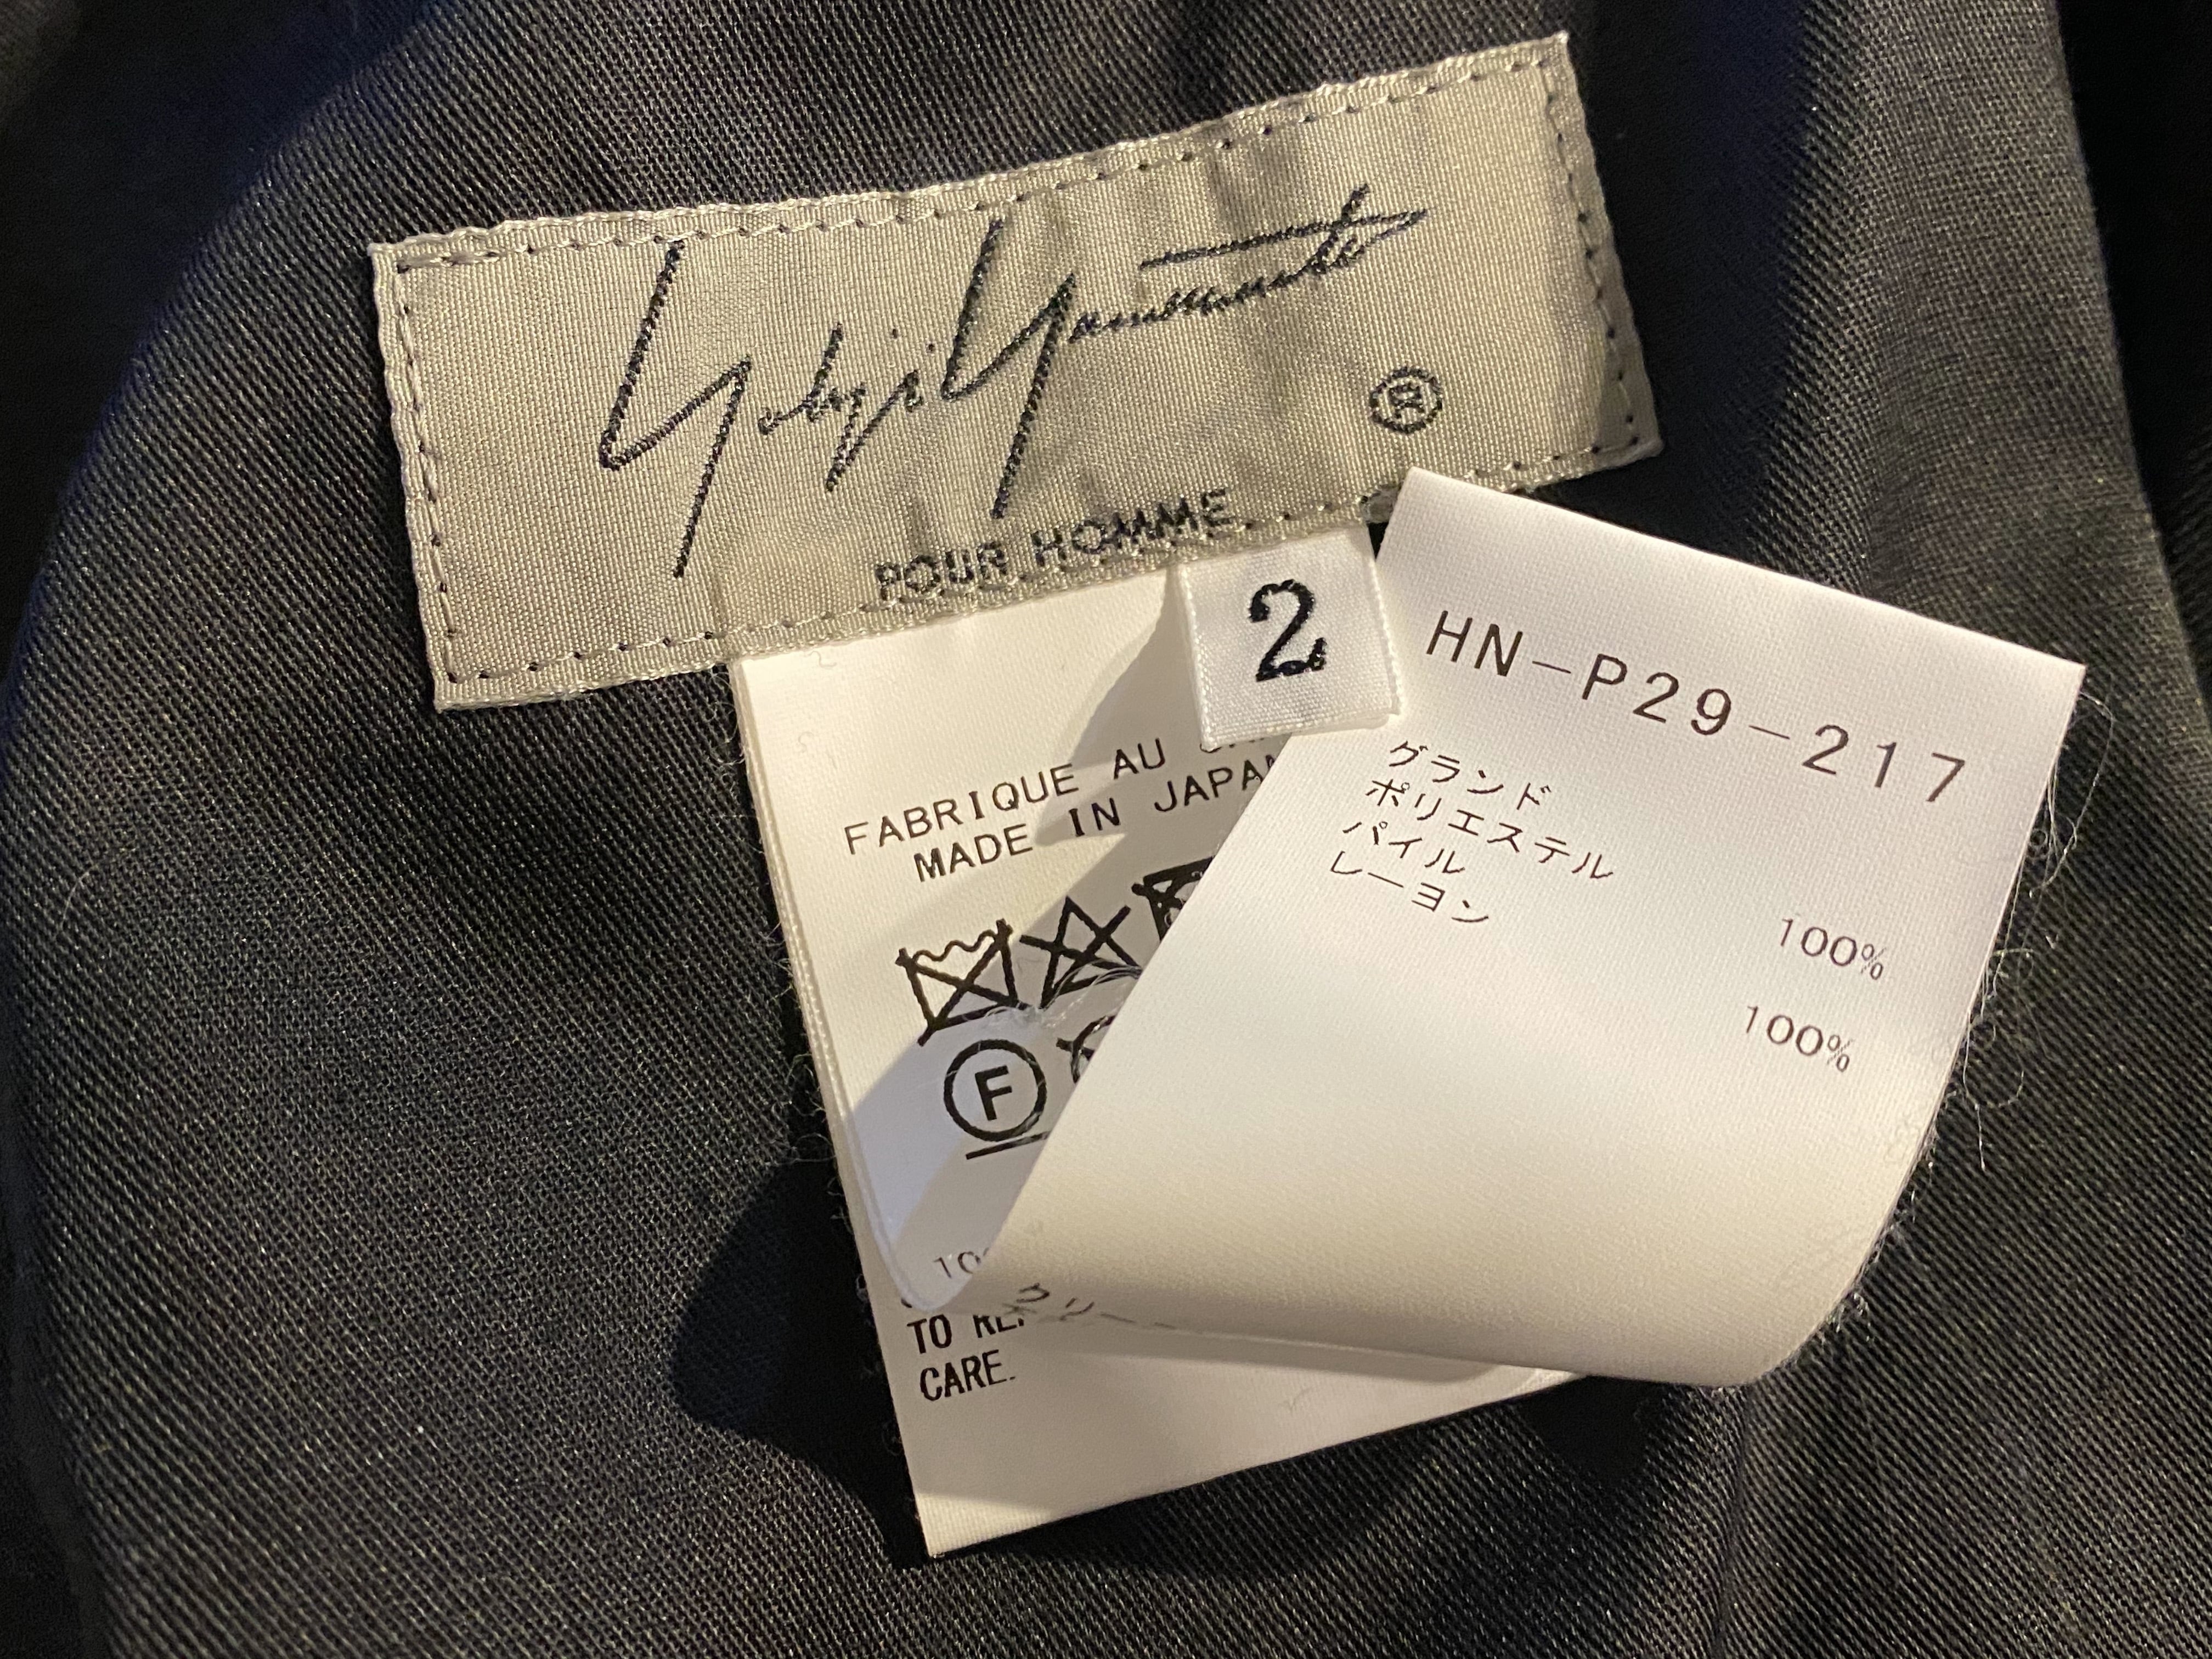 Yohji Yamamoto
®
POUR HOMME
2
FABRIQUE AU
MADE IN JAPAN
F
TO
CARE.
HN-P29-217
グランド
ポリエステル 100%
パイル
レーヨン 100%